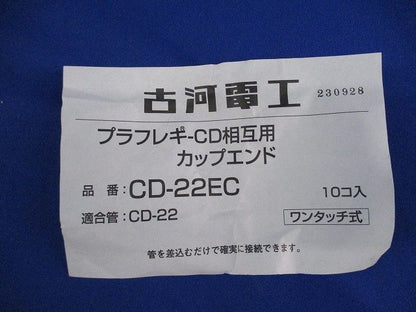 古河電工 230928
プラフレキ-CD相互用
カップエンド
品 番: CD-22EC 10コ入
適合管: CD-22 ワンタッチ式
管を差込むだけで確実に接続できます。